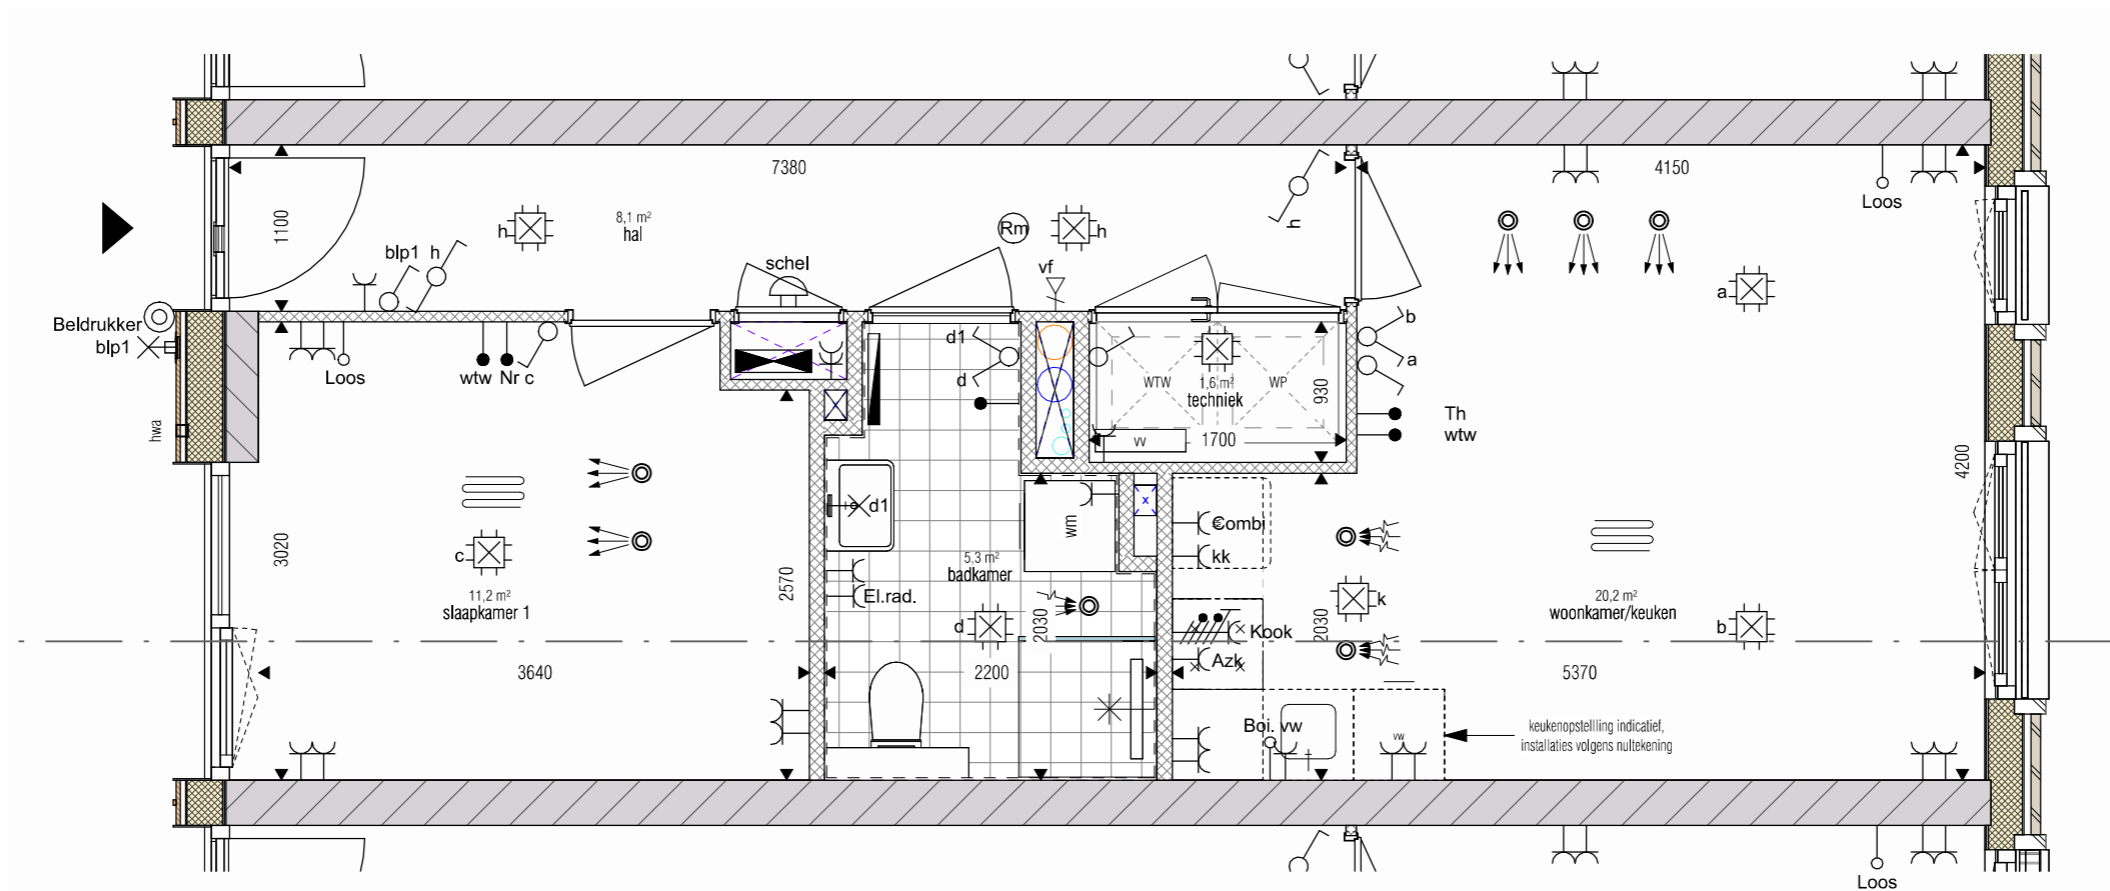 7380
4150
Loos
1100
h
8,1 m²
hal
Rm
h
h
blp1 h
schel
vf
a
Beldrukker
blp1
b
a
Loos
wtw Nr c
d1
d
WTW
1,6 m²
techniek
WP
930
Th
wtw
hwa
vv
1700
4200
d1
wm
Combi
kk
3020
c
11,2 m²
slaapkamer 1
2570
El.rad.
5,3 m²
badkamer
d
2030
Kook
Azk
k
2030
20,2 m²
woonkamer/keuken
b
3640
2200
5370
Boi. vw
vw
keukenopstellling indicatief,
installaties volgens nultekening
Loos